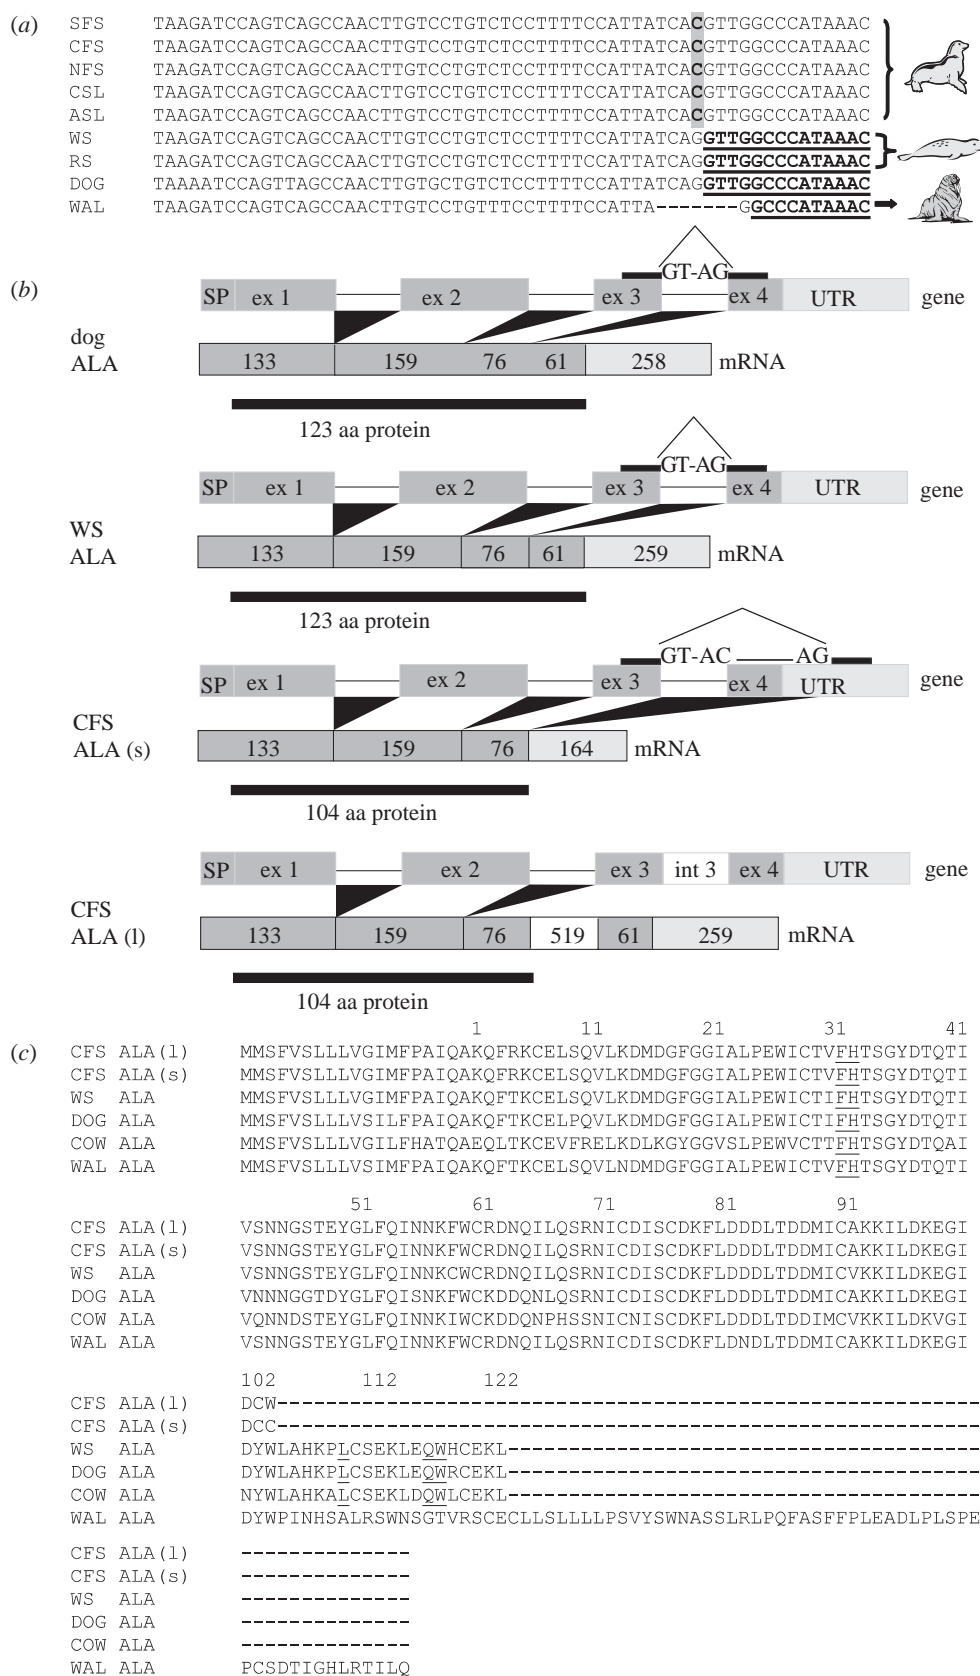 (a)
SFS TAAGATCCAGTCAGCCAACTTGTCCTGTCTCCTTTTCCATTATCACGTTGGCCCATAAAC
CFS TAAGATCCAGTCAGCCAACTTGTCCTGTCTCCTTTTCCATTATCACGTTGGCCCATAAAC
NFS TAAGATCCAGTCAGCCAACTTGTCCTGTCTCCTTTTCCATTATCACGTTGGCCCATAAAC
CSL TAAGATCCAGTCAGCCAACTTGTCCTGTCTCCTTTTCCATTATCACGTTGGCCCATAAAC
ASL TAAGATCCAGTCAGCCAACTTGTCCTGTCTCCTTTTCCATTATCACGTTGGCCCATAAAC
WS TAAGATCCAGTCAGCCAACTTGTCCTGTCTCCTTTTCCATTATCAGGTTGGCCCATAAAC
RS TAAGATCCAGTCAGCCAACTTGTCCTGTCTCCTTTTCCATTATCAGGTTGGCCCATAAAC
DOG TAAAATCCAGTTAGCCAACTTGTGCTGTCTCCTTTTCCATTATCAGGTTGGCCCATAAAC
WAL TAAGATCCAGTCAGCCAACTTGTCCTGTTTCCTTTTCCATTA-------GGCCCATAAAC
(b)
GT-AG
SP ex 1 ex 2 ex 3 ex 4 UTR gene
dog
ALA
133 159 76 61 258 mRNA
123 aa protein
GT-AG
SP ex 1 ex 2 ex 3 ex 4 UTR gene
WS
ALA
133 159 76 61 259 mRNA
123 aa protein
GT-AC AG
SP ex 1 ex 2 ex 3 ex 4 UTR gene
CFS
ALA (s)
133 159 76 164 mRNA
104 aa protein
SP ex 1 ex 2 ex 3 int 3 ex 4 UTR gene
CFS
ALA (l)
133 159 76 519 61 259 mRNA
104 aa protein
1 11 21 31 41
(c)
CFS ALA(l) MMSFVSLLLVGIMFPAIQAKQFRKCELSQVLKDMDGFGGIALPEWICTVFHTSGYDTQTI
CFS ALA(s) MMSFVSLLLVGIMFPAIQAKQFRKCELSQVLKDMDGFGGIALPEWICTVFHTSGYDTQTI
WS ALA MMSFVSLLLVSIMFPAIQAKQFTKCELSQVLKDMDGFGGIALPEWICTIFHTSGYDTQTI
DOG ALA MMSFVSLLLVSILFPAIQAKQFTKCELPQVLKDMDGFGGIALPEWICTIFHTSGYDTQTI
COW ALA MMSFVSLLLVGILFHATQAEQLTKCEVFRELKDLKGYGGVSLPEWVCTTFHTSGYDTQAI
WAL ALA MMSFVSLLLVSIMFPAIQAKQFTKCELSQVLNDMDGFGGIALPEWICTVFHTSGYDTQTI
51 61 71 81 91
CFS ALA(l) VSNNGSTEYGLFQINNKFWCRDNQILQSRNICDISCDKFLDDDLTDDMICAKKILDKEGI
CFS ALA(s) VSNNGSTEYGLFQINNKFWCRDNQILQSRNICDISCDKFLDDDLTDDMICAKKILDKEGI
WS ALA VSNNGSTEYGLFQINNKCWCRDNQILQSRNICDISCDKFLDDDLTDDMICVKKILDKEGI
DOG ALA VNNNGGTDYGLFQISNKFWCKDDQNLQSRNICDISCDKFLDDDLTDDMICAKKILDKEGI
COW ALA VQNNDSTEYGLFQINNKIWCKDDQNPHSSNICNISCDKFLDDDLTDDIMCVKKILDKVGI
WAL ALA VSNNGSTEYGLFQINNKFWCRDNQILQSRNICDISCDKFLDNDLTDDMICAKKILDKEGI
102 112 122
CFS ALA(l) DCW---------------------------------------------------------
CFS ALA(s) DCC---------------------------------------------------------
WS ALA DYWLAHKPLCSEKLEQWHCEKL--------------------------------------
DOG ALA DYWLAHKPLCSEKLEQWRCEKL--------------------------------------
COW ALA NYWLAHKALCSEKLDQWLCEKL--------------------------------------
WAL ALA DYWPINHSALRSWNSGTVRSCECLLSLLLLPSVYSWNASSLRLPQFASFFPLEADLPLSPE
CFS ALA(l) --------------
CFS ALA(s) --------------
WS ALA --------------
DOG ALA --------------
COW ALA --------------
WAL ALA PCSDTIGHLRTILQ